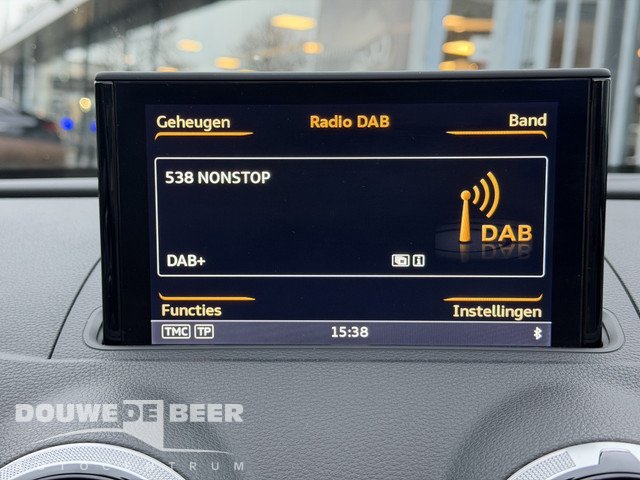 Geheugen Radio DAB Band
538 NONSTOP
DAB
DAB+
Functies Instellingen
TMC TP 15:38
DOUWE DE BEER